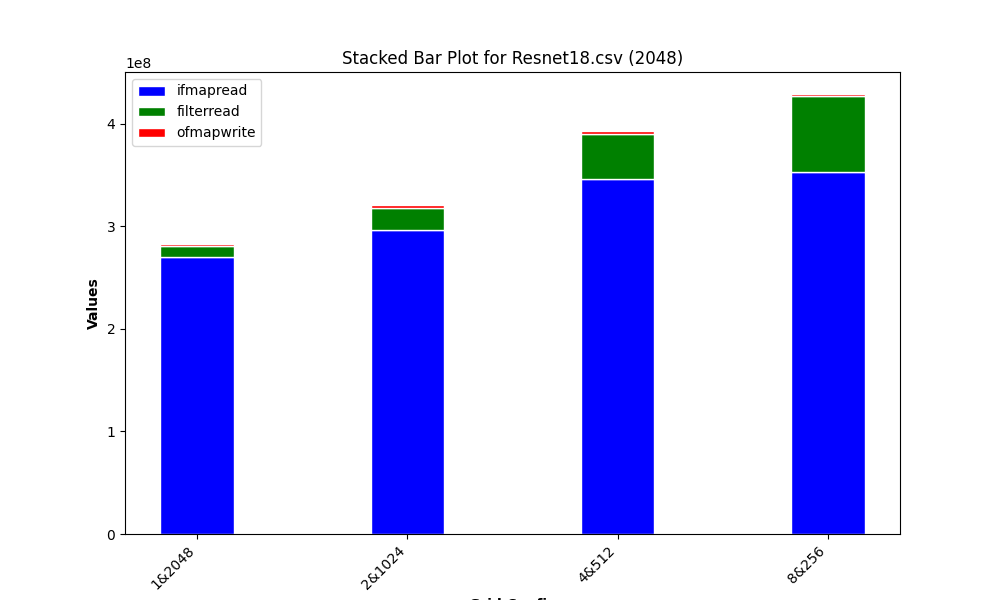 Stacked Bar Plot for Resnet18.csv (2048)
1e8
ifmapread
filterread
ofmapwrite
4
3
2
1
0
Values
1&2048
2&1024
4&512
8&256